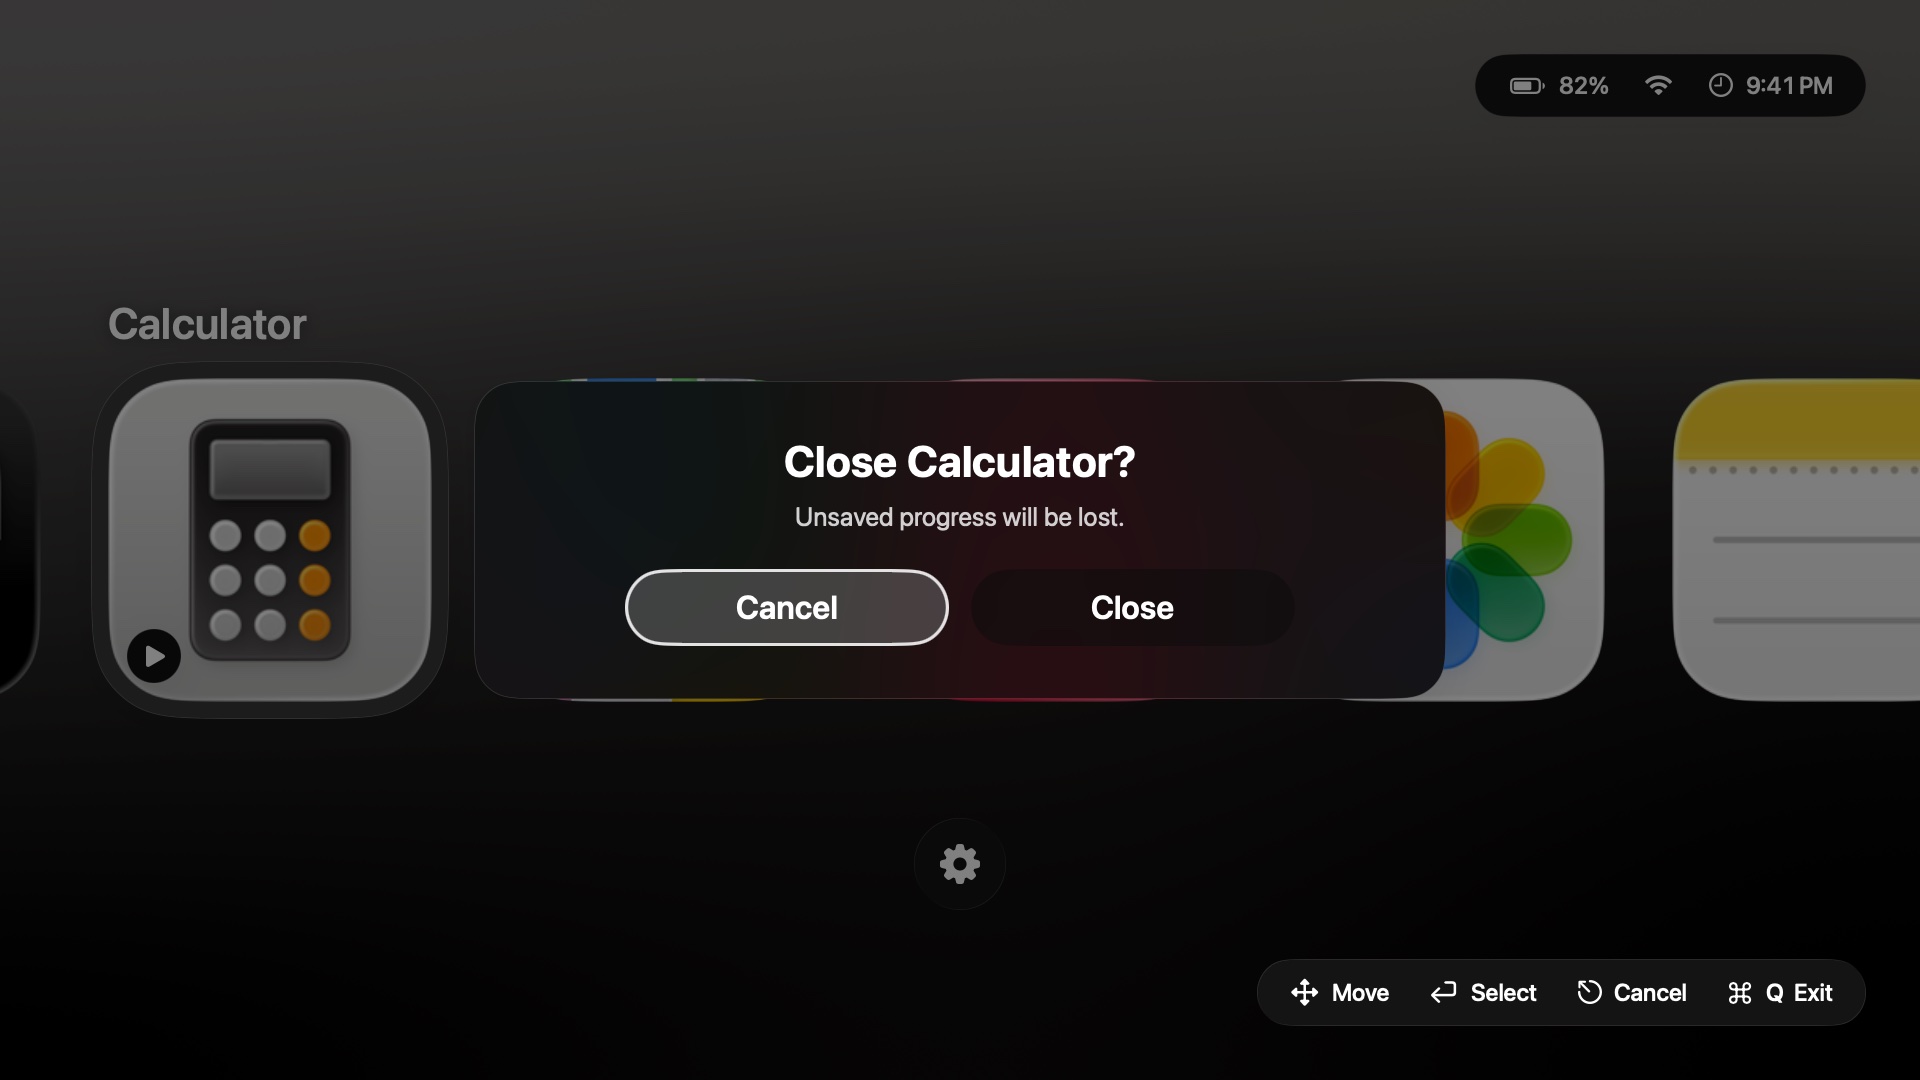 82% 9:41 PM
Calculator
Close Calculator?
Unsaved progress will be lost.
Cancel Close
Move Select Cancel ⌘ Q Exit